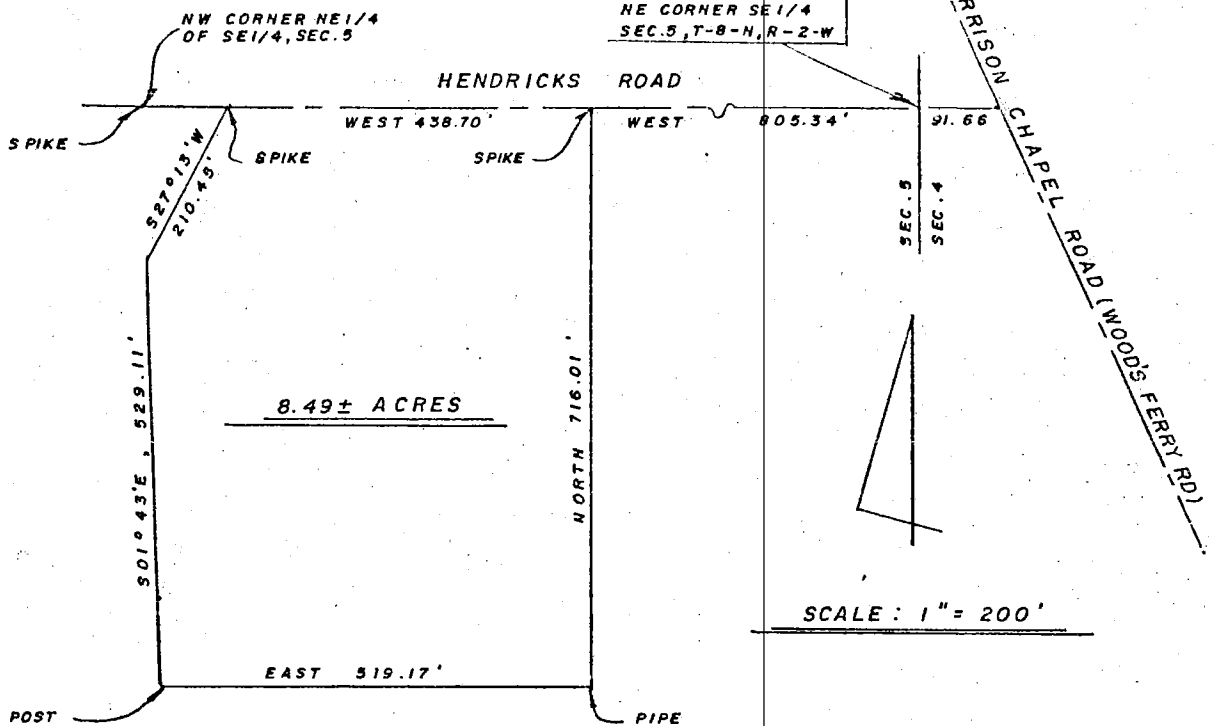 NW CORNER NE1/4
OF SE1/4, SEC.5
NE CORNER SE1/4
SEC.5, T-8-N, R-2-W
HENDRICKS ROAD
SPIKE
WEST 438.70'
SPIKE
SPIKE
WEST
805.34'
91.66
S27°13'W
210.45'
SEC.5
SEC.4
RRISON CHAPEL ROAD (WOOD'S FERRY RD)
S01°43'E, 529.11'
8.49± ACRES
NORTH 716.01'
SCALE: 1"= 200'
EAST 519.17'
POST
PIPE